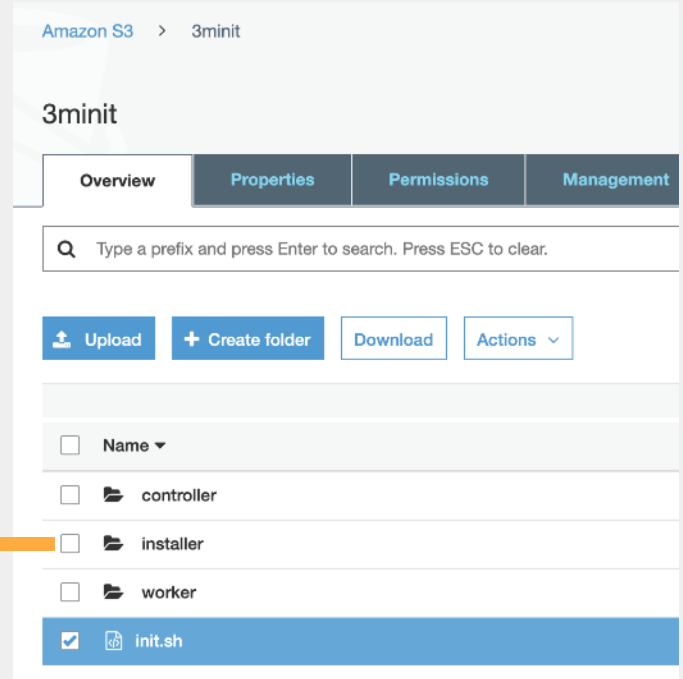 Amazon S3 > 3minit
3minit
Overview Properties Permissions Management
Type a prefix and press Enter to search. Press ESC to clear.
Upload + Create folder Download Actions
Name
controller
installer
worker
init.sh